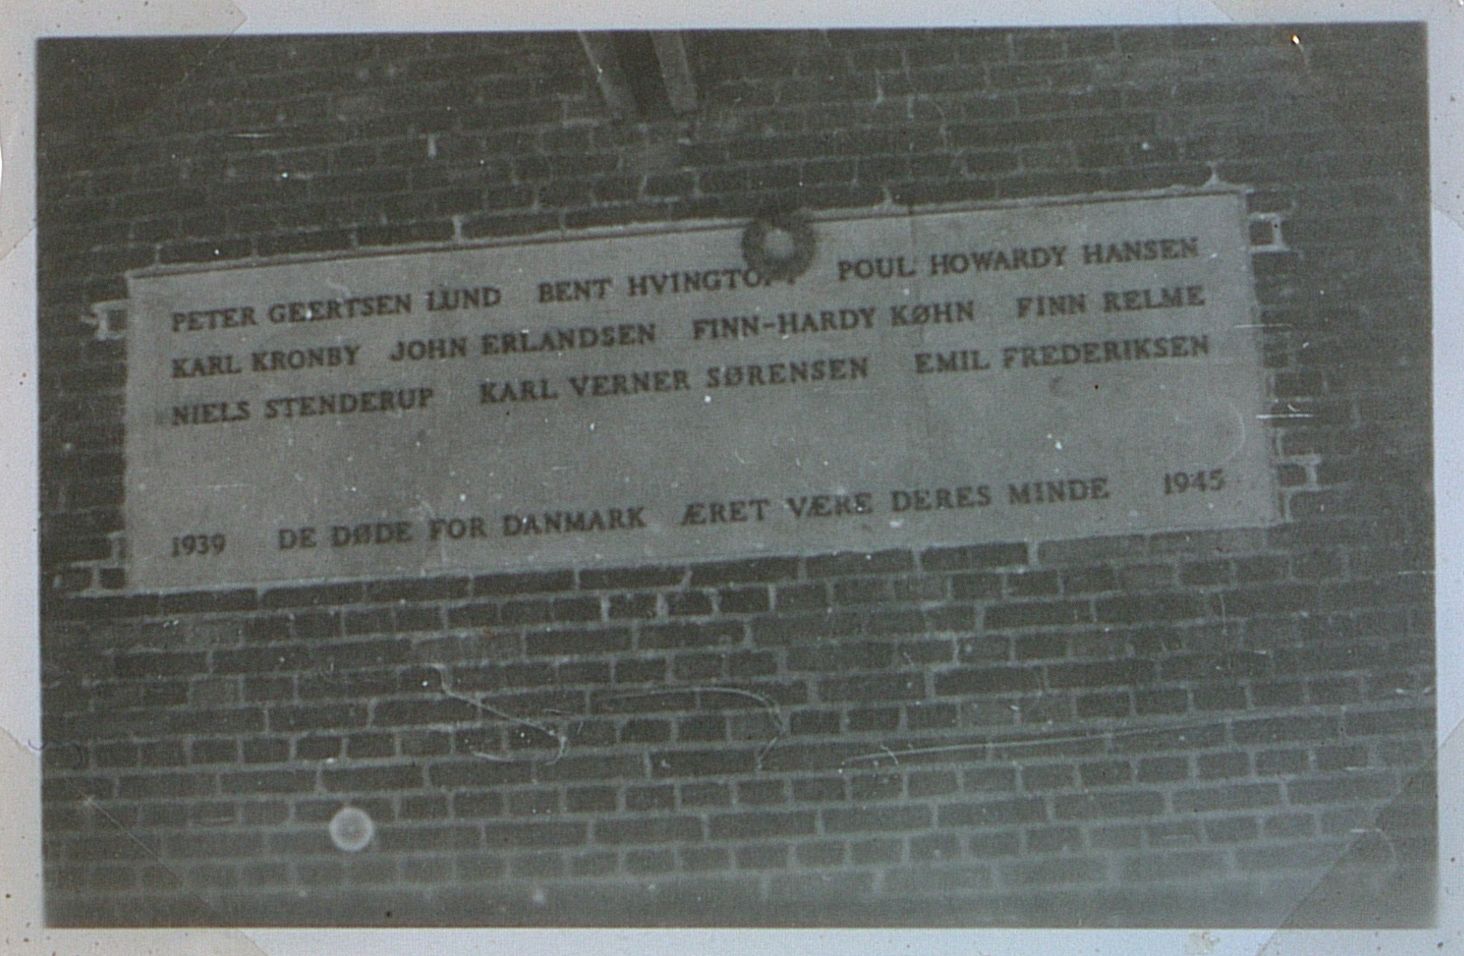 PETER GEERTSEN LUND BENT POUL HOWARDY HANSEN
KARL KRONBY JOHN ERLANDSEN FINN-HARDY KØHN FINN RELME
NIELS STENDERUP KARL VERNER SØRENSEN EMIL FREDERIKSEN
1939 DE DØDE FOR DANMARK ÆRET VÆRE DERES MINDE 1945